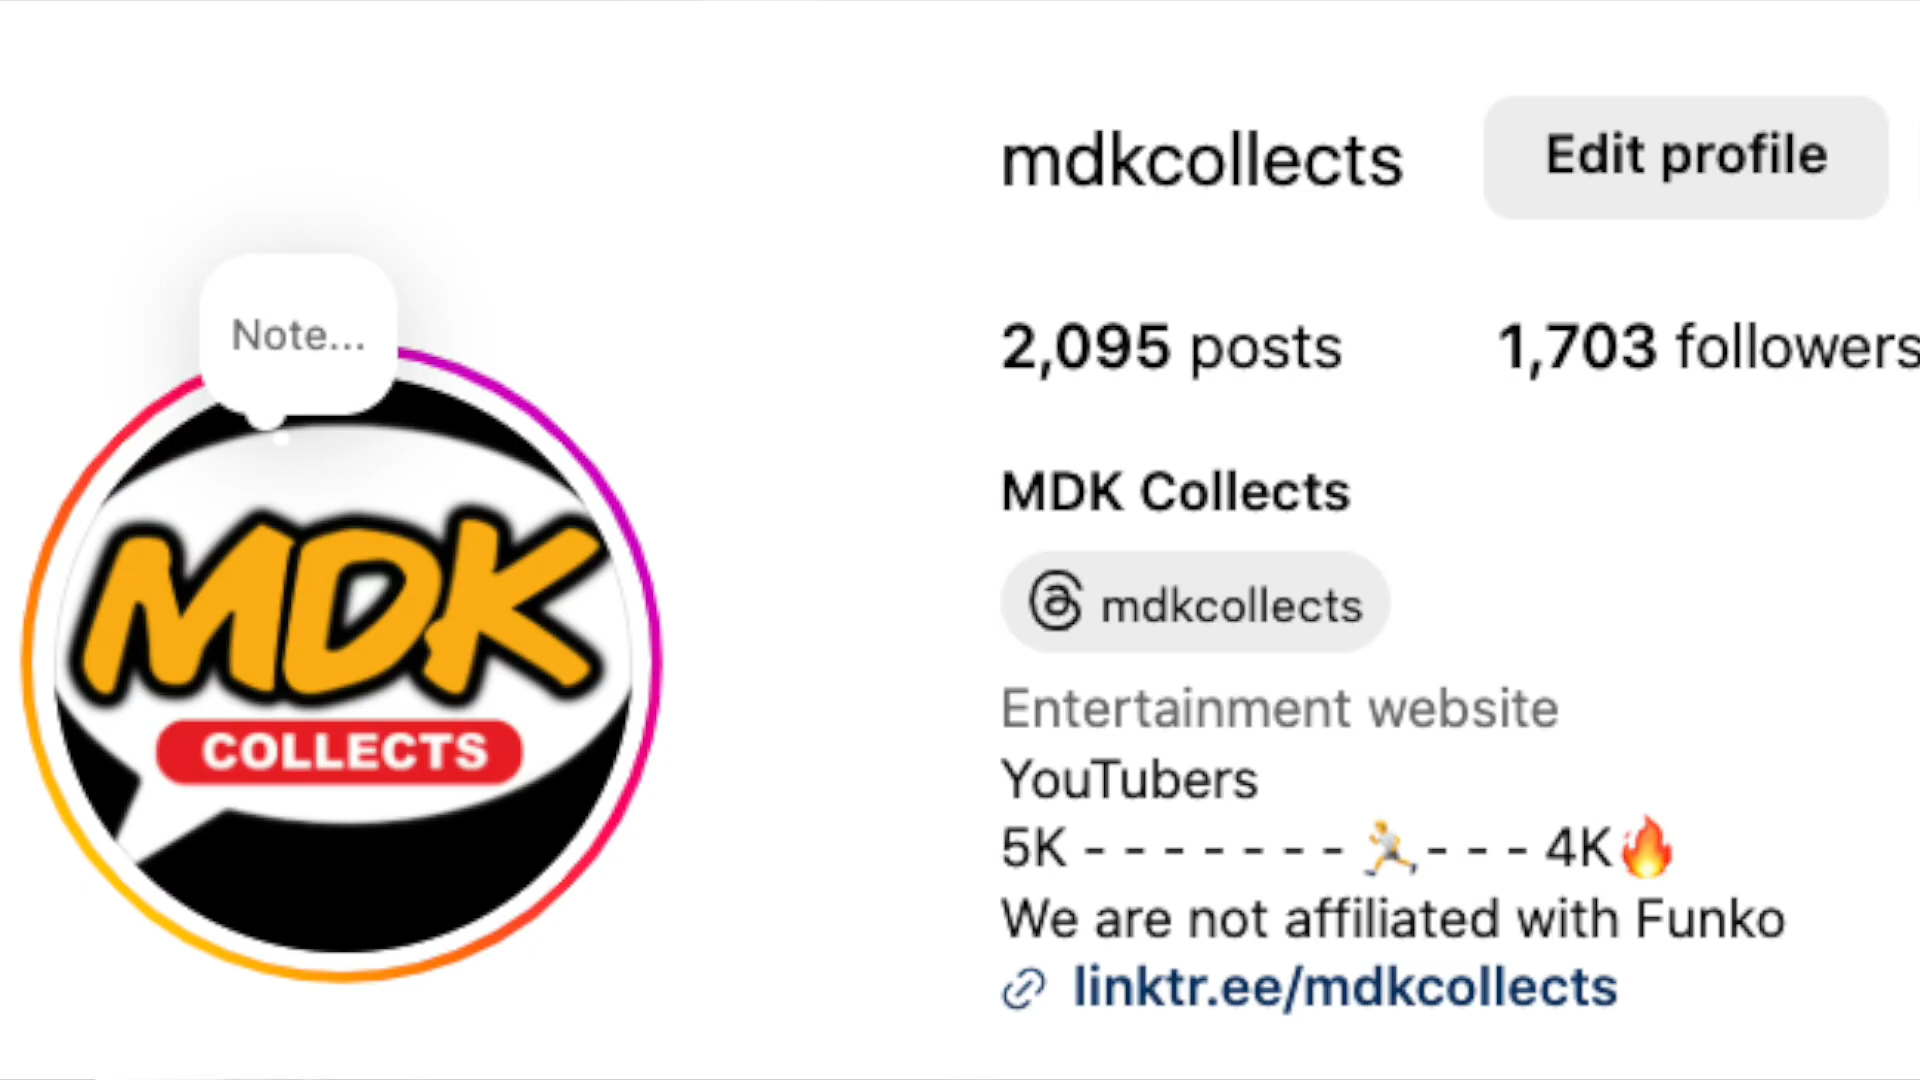 mdkcollects Edit profile
Note...
2,095 posts 1,703 followers
MDK
COLLECTS
MDK Collects
mdkcollects
Entertainment website
YouTubers
5K - - - - - - - 🏃- - - 4K🔥
We are not affiliated with Funko
linktr.ee/mdkcollects